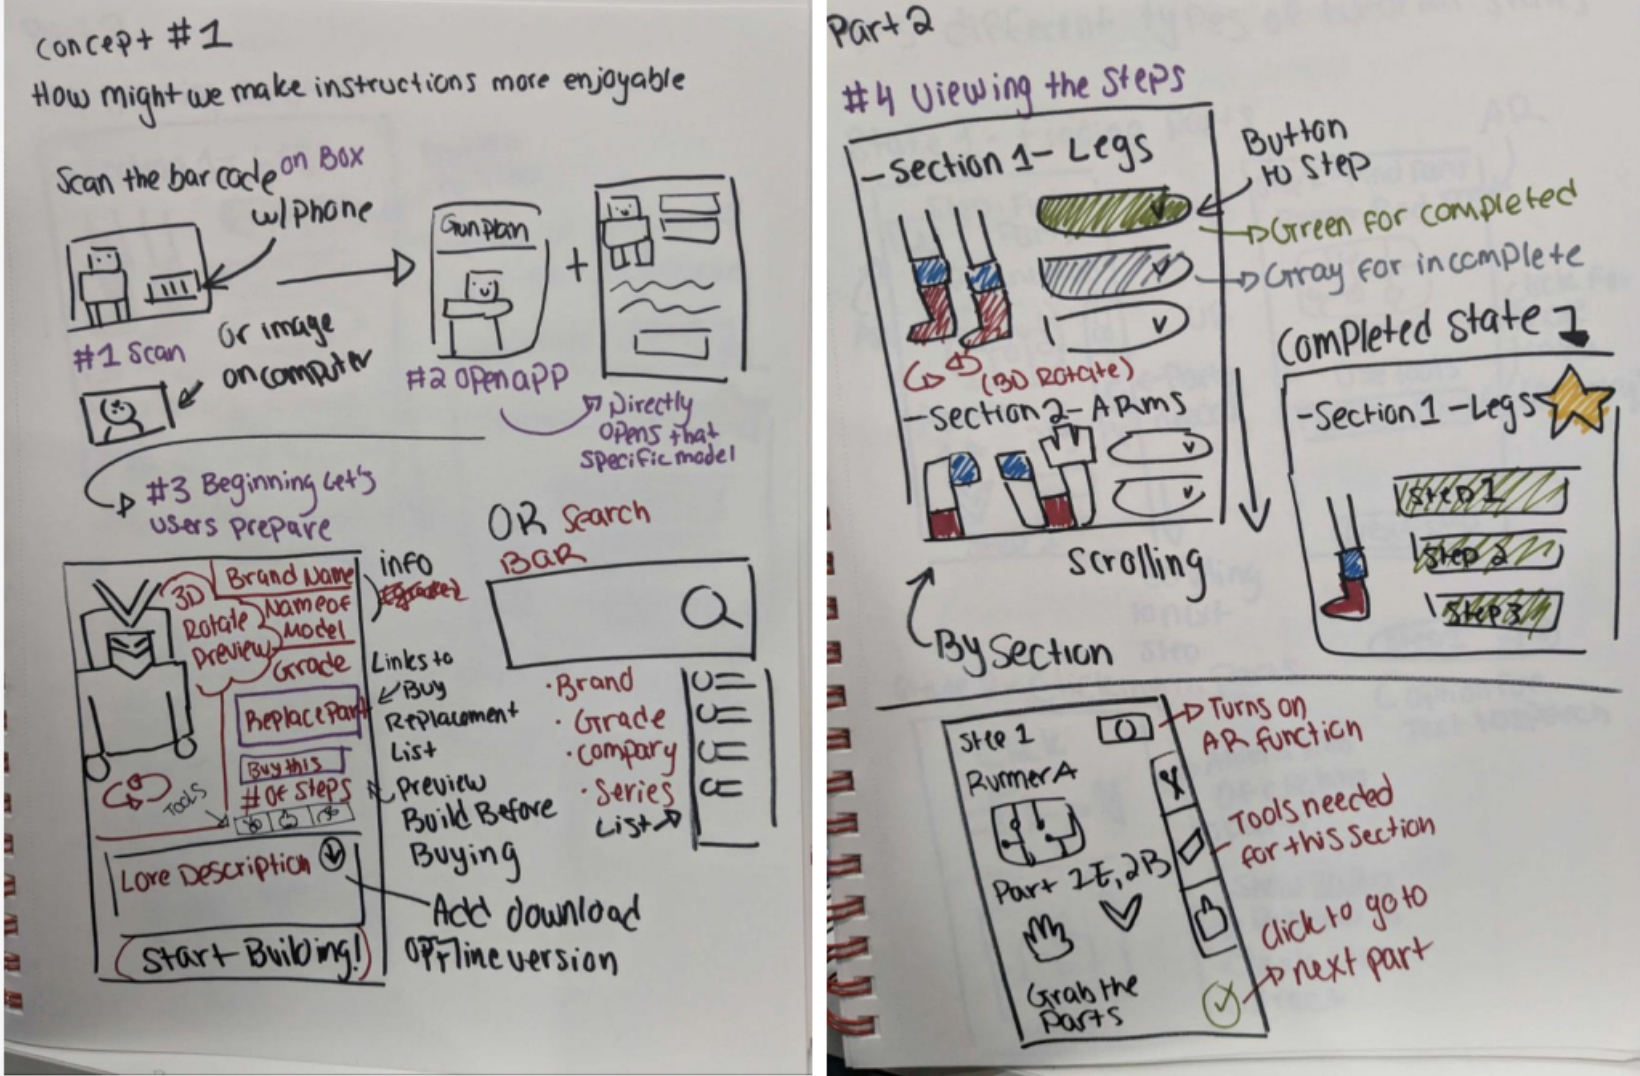 Concept #1
How might we make instructions more enjoyable
Scan the barcode on Box
w/ phone
#1 Scan
or image
on computer
Gunplan
+
#2 open app
Directly
opens that
specific model
#3 Beginning Let's
users prepare
3D
Rotate
Preview
Brand Name
Name of
Model
Grade
Replace Part
Buy this
# of steps
Tools
Lore Description
Start Building!
info
Links to
Buy
Replacement
List
Preview
Build Before
Buying
Add download
offline version
OR Search
BaR
• Brand
• Grade
• company
• Series
List
Part 2
#4 Viewing the Steps
- Section 1 - Legs
Button
to step
Green for completed
Gray for incomplete
(3D Rotate)
- Section 2 - ARms
Scrolling
By Section
Completed State
- Section 1 - Legs
Step 1
Step 2
Step 3
Step 1
Runner A
Part 1E, 2B
Grab the
Parts
Turns on
AR function
Tools needed
for this section
click to go to
next part